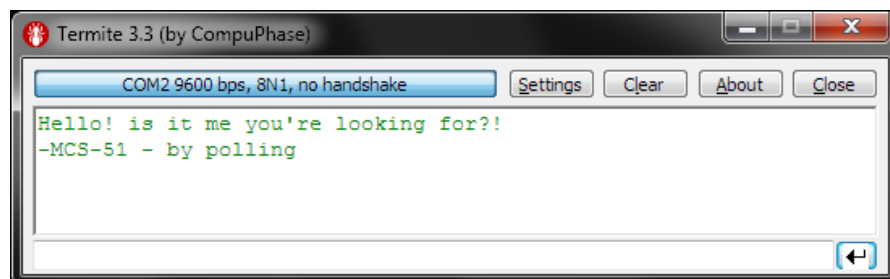 Termite 3.3 (by CompuPhase)
COM2 9600 bps, 8N1, no handshake Settings Clear About Close
Hello! is it me you're looking for?!
-MCS-51 - by polling